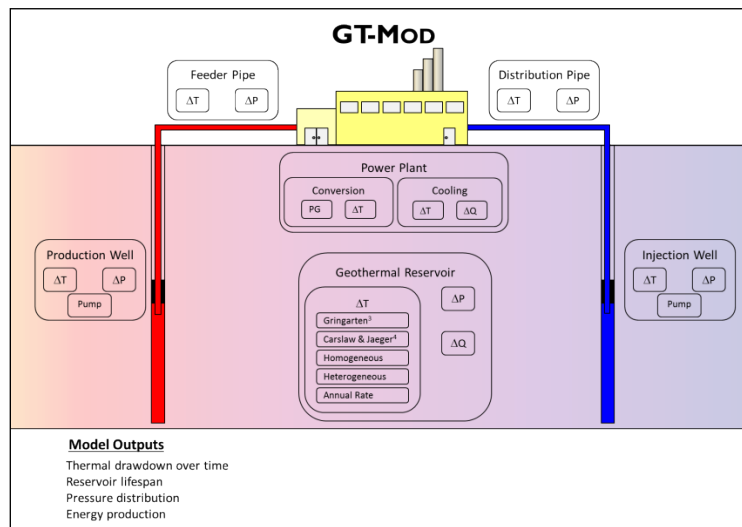 GT-MOD
Feeder Pipe
ΔT ΔP
Distribution Pipe
ΔT ΔP
Power Plant
Conversion
PG ΔT
Cooling
ΔT ΔQ
Production Well
ΔT ΔP
Pump
Geothermal Reservoir
ΔT
Gringarten³
Carslaw & Jaeger⁴
Homogeneous
Heterogeneous
Annual Rate
ΔP
ΔQ
Injection Well
ΔT ΔP
Pump
Model Outputs
Thermal drawdown over time
Reservoir lifespan
Pressure distribution
Energy production